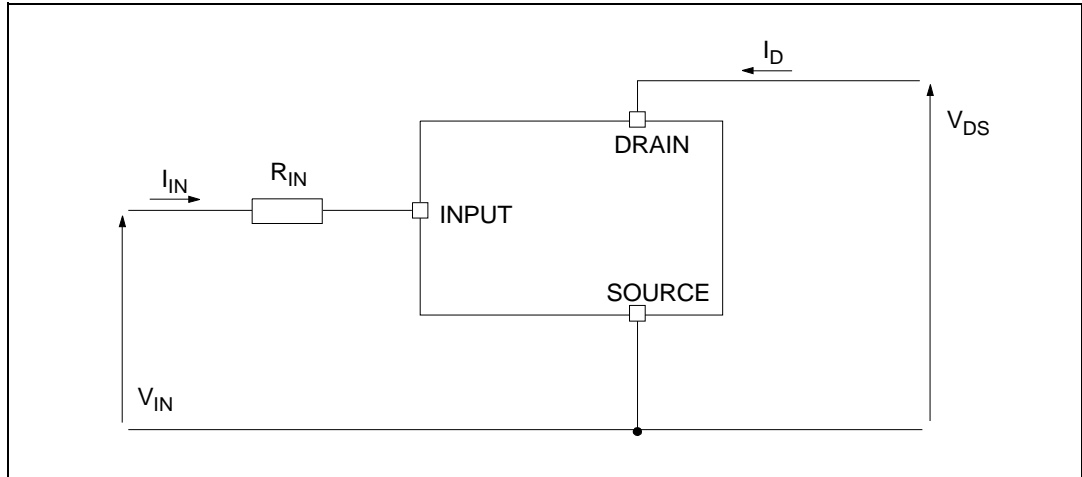 I_D
V_DS
DRAIN
R_IN
I_IN
INPUT
SOURCE
V_IN